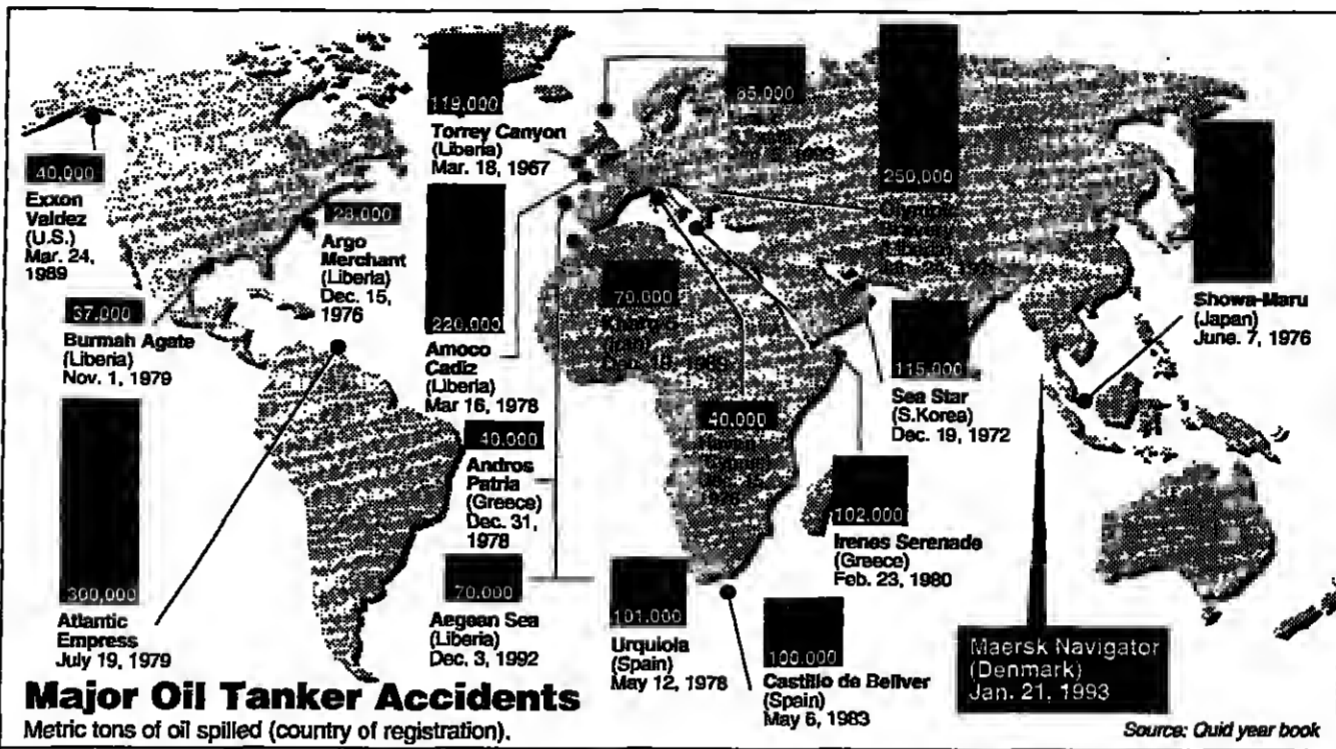 119,000
Torrey Canyon
(Liberia)
Mar. 18, 1967
85,000
250,000
40,000
Exxon
Valdez
(U.S.)
Mar. 24,
1989
28,000
Argo
Merchant
(Liberia)
Dec. 15,
1976
37,000
Burmah Agate
(Liberia)
Nov. 1, 1979
220,000
Amoco
Cadiz
(Liberia)
Mar 16, 1978
70.000
Showa-Maru
(Japan)
June. 7, 1976
115,000
Sea Star
(S.Korea)
Dec. 19, 1972
300,000
Atlantic
Empress
July 19, 1979
40,000
Andros
Patria
(Greece)
Dec. 31,
1978
40,000
102.000
Irenes Serenade
(Greece)
Feb. 23, 1980
70.000
Aegean Sea
(Liberia)
Dec. 3, 1992
101.000
Urquiola
(Spain)
May 12, 1978
100.000
Castillo de Bellver
(Spain)
May 6, 1983
Maersk Navigator
(Denmark)
Jan. 21, 1993
Major Oil Tanker Accidents
Metric tons of oil spilled (country of registration).
Source: Quid year book